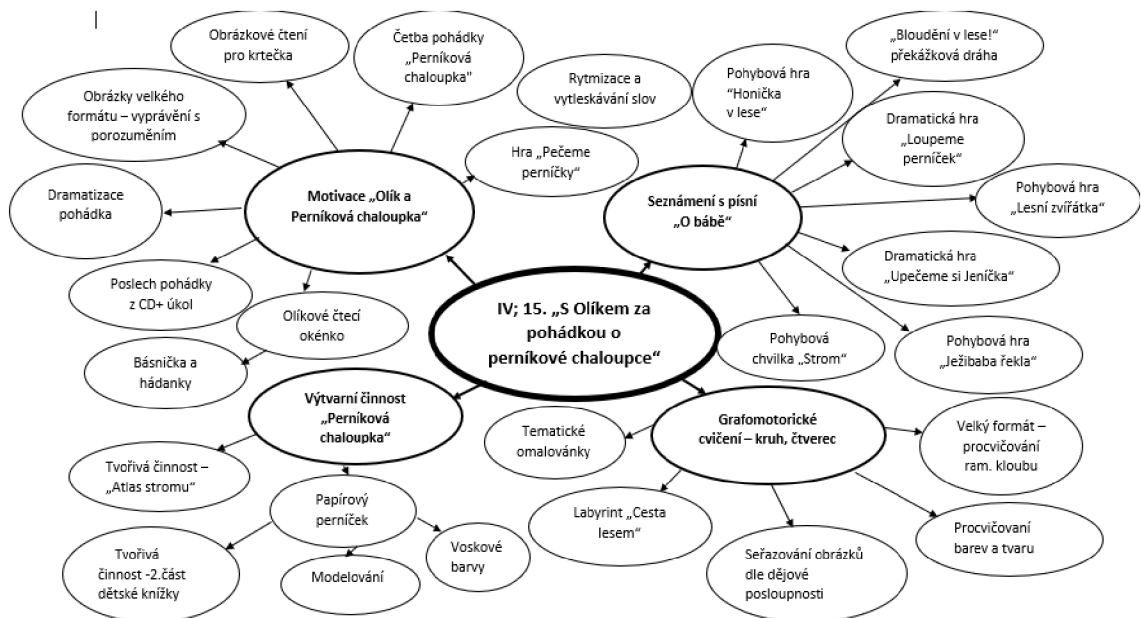 Obrázkové čtení
pro krtečka
Četba pohádky
„Perníková
chaloupka"
Rytmizace a
vytleskávání slov
Pohybová hra
"Honička
v lese"
„Bloudění v lese!"
překážková dráha
Obrázky velkého
formátu – vyprávění s
porozuměním
Dramatická hra
„Loupeme
perníček"
Hra „Pečeme
perníčky"
Dramatizace
pohádka
Motivace „Olík a
Perníková chaloupka"
Seznámení s písní
„O bábě"
Pohybová hra
„Lesní zvířátka"
Dramatická hra
„Upečeme si Jeníčka"
Poslech pohádky
z CD+ úkol
Olíkové čtecí
okénko
IV; 15. „S Olíkem za
pohádkou o
perníkové chaloupce"
Pohybová
chvilka „Strom"
Pohybová hra
„Ježibaba řekla"
Básnička a
hádanky
Výtvarní činnost
„Perníková
chaloupka"
Grafomotorické
cvičení – kruh, čtverec
Tematické
omalovánky
Velký formát –
procvičování
ram. kloubu
Tvořivá činnost –
„Atlas stromu"
Papírový
perníček
Labyrint „Cesta
lesem"
Procvičovaní
barev a tvaru
Tvořivá
činnost -2.část
dětské knížky
Modelování
Voskové
barvy
Seřazování obrázků
dle dějové
posloupnosti